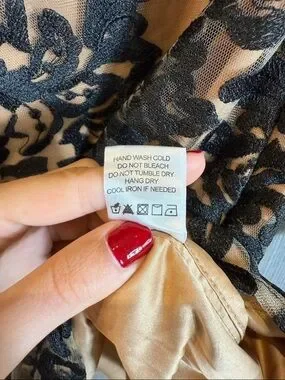 HAND WASH COLD
DO NOT BLEACH
DO NOT TUMBLE DRY
HANG DRY
COOL IRON IF NEEDED